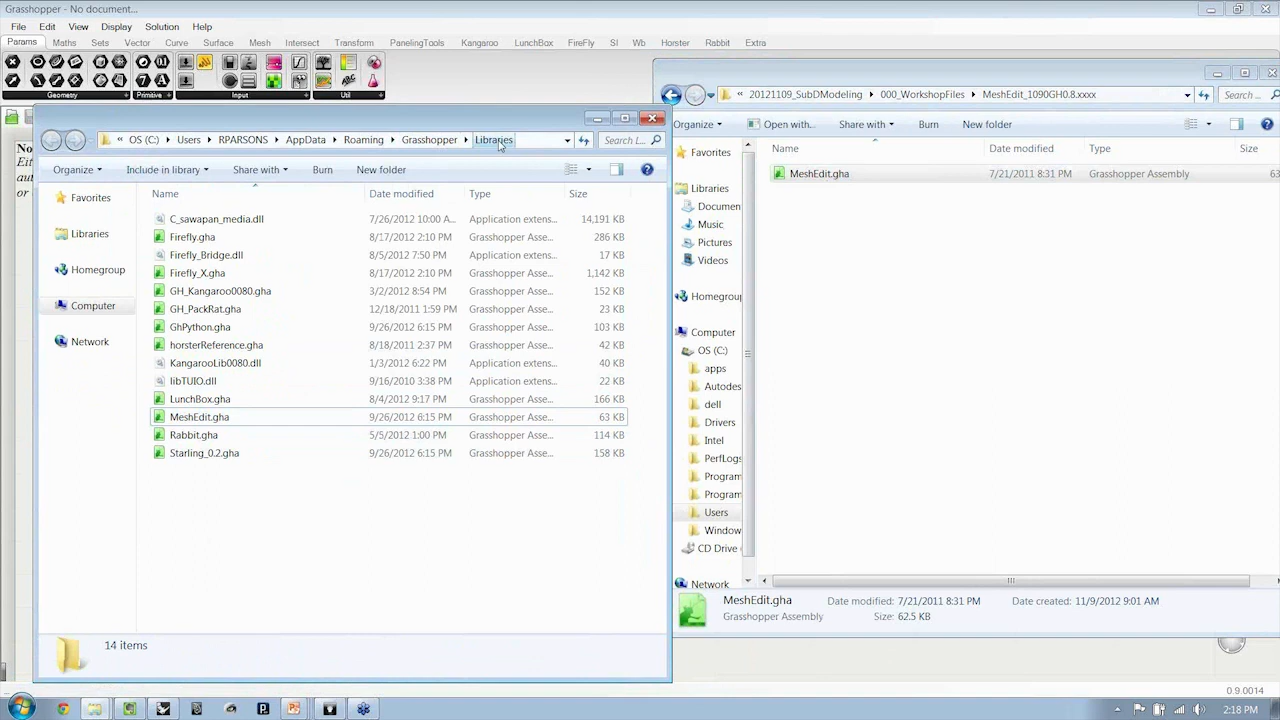 Grasshopper - No document...
File Edit View Display Solution Help
Params Maths Sets Vector Curve Surface Mesh Intersect Transform PanelingTools Kangaroo LunchBox FireFly SI Wb Horster Rabbit Extra
Geometry Primitive Input Util
« 20121109_SubDModeling 000_WorkshopFiles MeshEdit_1090GH0.8.xxxx Search ...
Organize Open with... Share with Burn New folder
Name Date modified Type Size
MeshEdit.gha 7/21/2011 8:31 PM Grasshopper Assembly 63
Favorites
Libraries
Documen
Music
Pictures
Videos
Homegroup
Computer
OS (C:)
apps
Autodes
dell
Drivers
Intel
PerfLogs
Program
Program
Users
Window
CD Drive
Network
MeshEdit.gha Date modified: 7/21/2011 8:31 PM Date created: 11/9/2012 9:01 AM
Grasshopper Assembly Size: 62.5 KB
« OS (C:) Users RPARSONS AppData Roaming Grasshopper Libraries Search L...
Organize Include in library Share with Burn New folder
Favorites
Libraries
Homegroup
Computer
Network
Name Date modified Type Size
C_sawapan_media.dll 7/26/2012 10:00 A... Application extens... 14,191 KB
Firefly.gha 8/17/2012 2:10 PM Grasshopper Asse... 286 KB
Firefly_Bridge.dll 8/5/2012 7:50 PM Application extens... 17 KB
Firefly_X.gha 8/17/2012 2:10 PM Grasshopper Asse... 1,142 KB
GH_Kangaroo0080.gha 3/2/2012 8:54 PM Grasshopper Asse... 152 KB
GH_PackRat.gha 12/18/2011 1:59 PM Grasshopper Asse... 23 KB
GhPython.gha 9/26/2012 6:15 PM Grasshopper Asse... 103 KB
horsterReference.gha 8/18/2011 2:37 PM Grasshopper Asse... 42 KB
KangarooLib0080.dll 1/3/2012 6:22 PM Application extens... 40 KB
libTUIO.dll 9/16/2010 3:38 PM Application extens... 22 KB
LunchBox.gha 8/4/2012 9:17 PM Grasshopper Asse... 166 KB
MeshEdit.gha 9/26/2012 6:15 PM Grasshopper Asse... 63 KB
Rabbit.gha 5/5/2012 1:00 PM Grasshopper Asse... 114 KB
Starling_0.2.gha 9/26/2012 6:15 PM Grasshopper Asse... 158 KB
14 items
No
Eit
aut
or
0.9.0014
2:18 PM